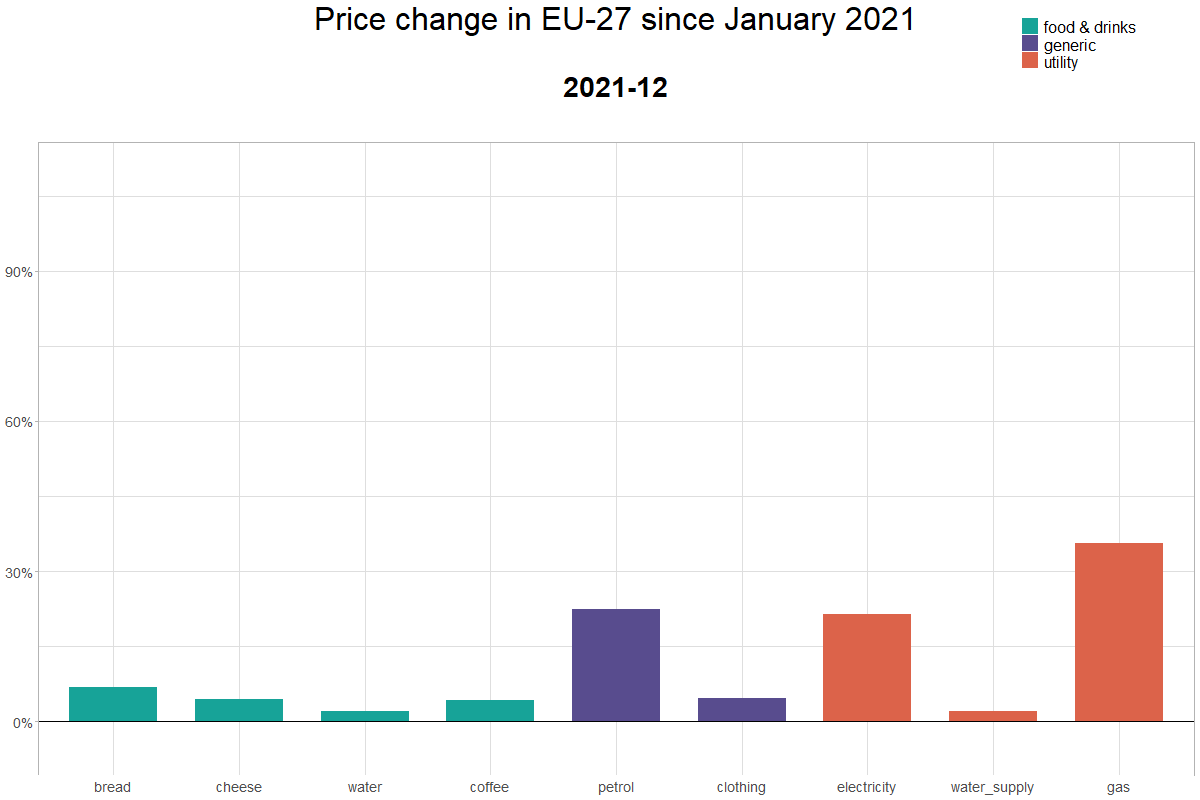 Price change in EU-27 since January 2021
food & drinks
generic
utility
2021-12
90%
60%
30%
0%
bread cheese water coffee petrol clothing electricity water_supply gas